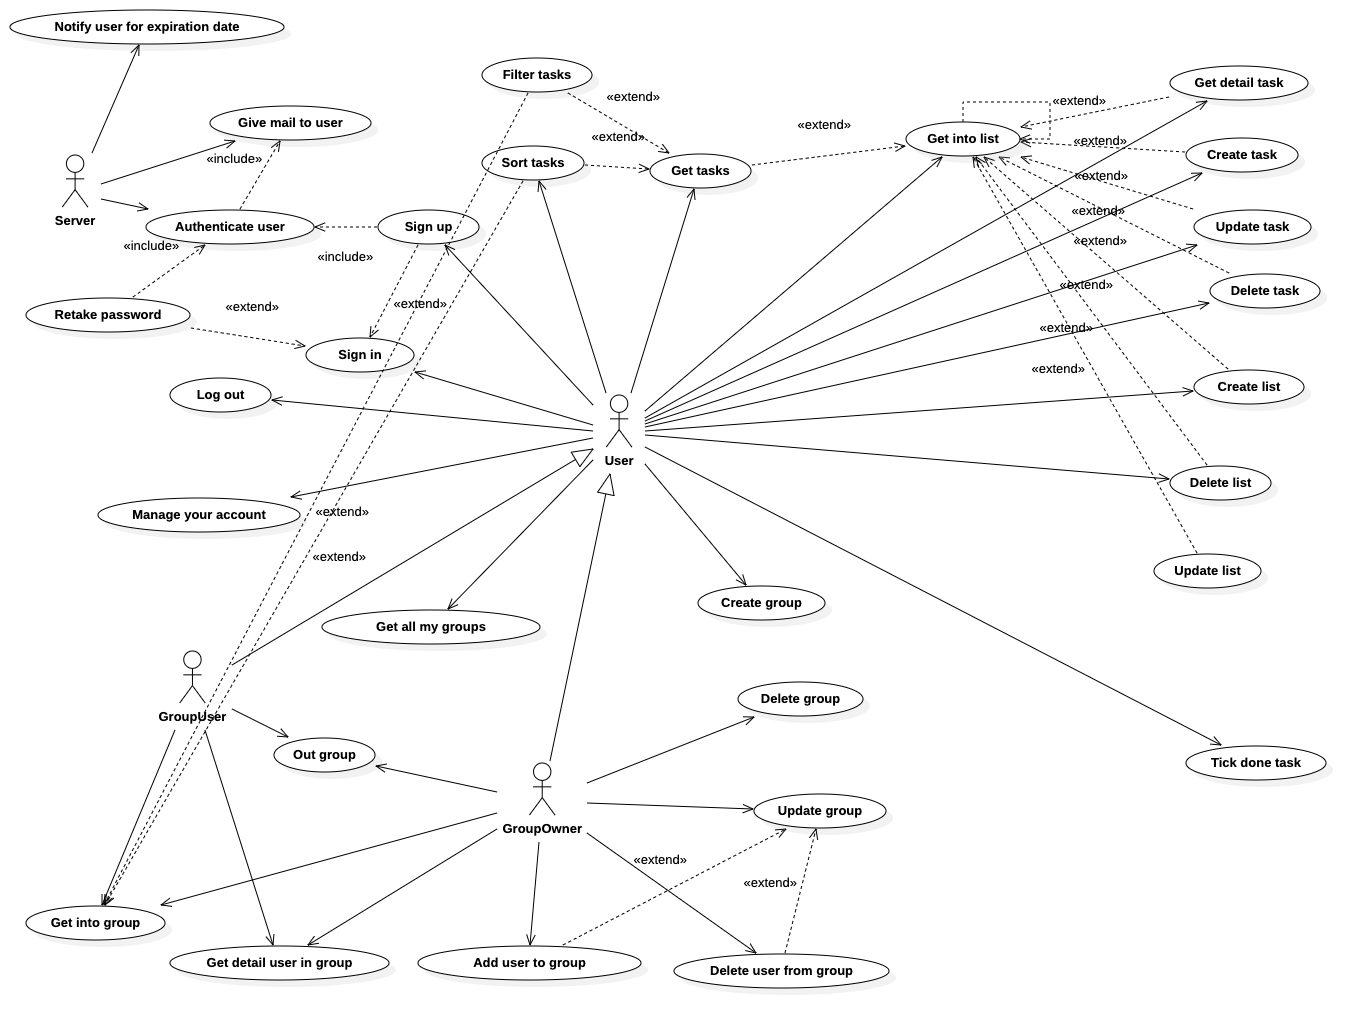 Notify user for expiration date
Filter tasks
Get detail task
«extend»
«extend»
Give mail to user
«extend»
«extend»
Get into list
«extend»
Create task
«include»
Sort tasks
Get tasks
«extend»
Server
Authenticate user
Sign up
«extend»
Update task
«include»
«include»
«extend»
Delete task
«extend»
Retake password
«extend»
«extend»
«extend»
Sign in
«extend»
Log out
Create list
User
Delete list
Manage your account
«extend»
«extend»
Update list
Create group
Get all my groups
Delete group
GroupUser
Out group
Tick done task
Update group
GroupOwner
«extend»
«extend»
Get into group
Get detail user in group
Add user to group
Delete user from group